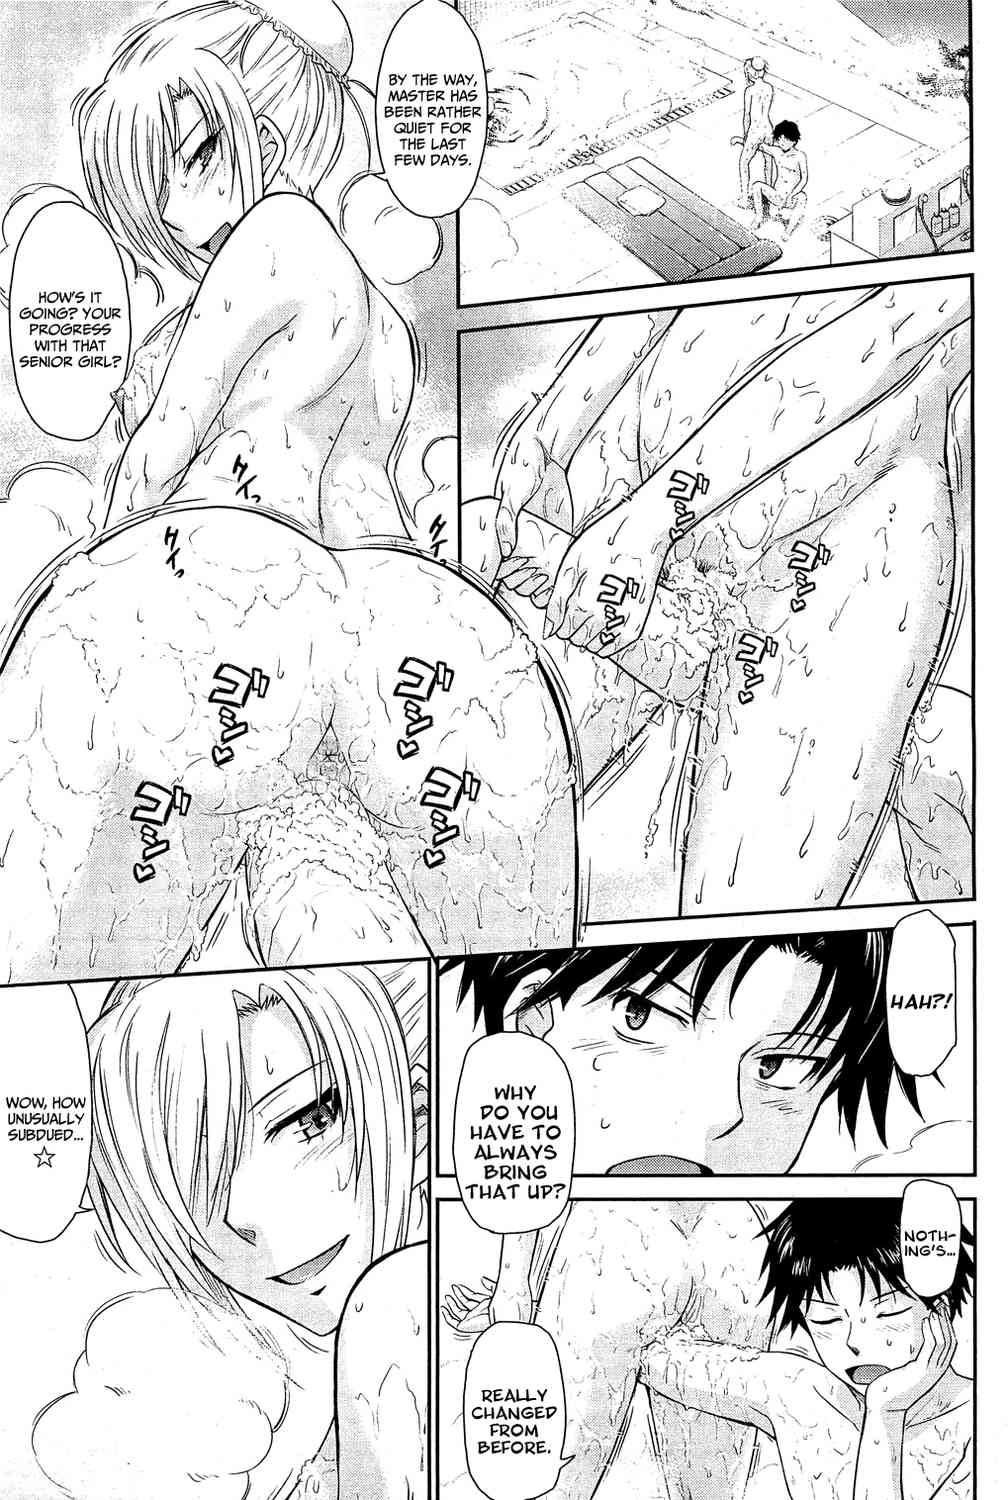 BY THE WAY,
MASTER HAS
BEEN RATHER
QUIET FOR
THE LAST
FEW DAYS.
HOW'S IT
GOING? YOUR
PROGRESS
WITH THAT
SENIOR GIRL?
HAH?!
WHY
DO YOU
HAVE TO
ALWAYS
BRING
THAT UP?
NOTH-
ING'S...
REALLY
CHANGED
FROM
BEFORE.
WOW, HOW
UNUSUALLY
SUBDUED...
☆